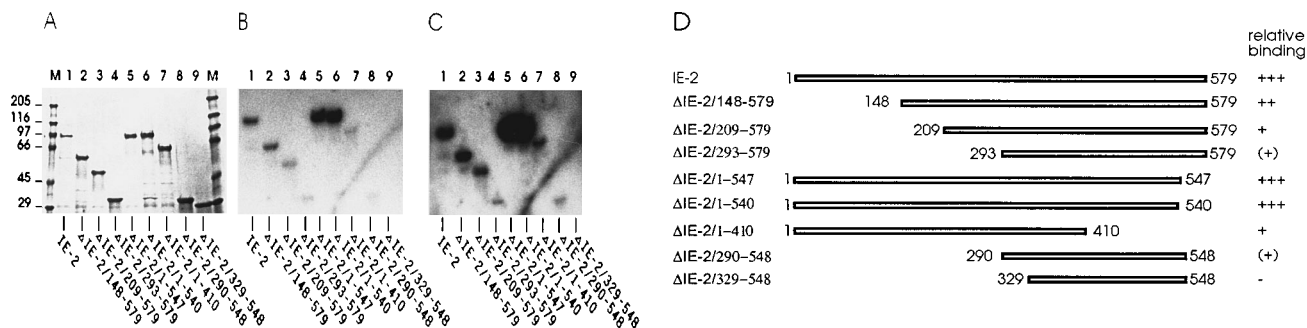 A
M 1 2 3 4 5 6 7 8 9 M
205
116
97
66
45
29
IE-2
ΔIE-2/148-579
ΔIE-2/209-579
ΔIE-2/293-579
ΔIE-2/1-547
ΔIE-2/1-540
ΔIE-2/1-410
ΔIE-2/290-548
ΔIE-2/329-548
B
1 2 3 4 5 6 7 8 9
IE-2
ΔIE-2/148-579
ΔIE-2/209-579
ΔIE-2/293-579
ΔIE-2/1-547
ΔIE-2/1-540
ΔIE-2/1-410
ΔIE-2/290-548
ΔIE-2/329-548
C
1 2 3 4 5 6 7 8 9
IE-2
ΔIE-2/148-579
ΔIE-2/209-579
ΔIE-2/293-579
ΔIE-2/1-547
ΔIE-2/1-540
ΔIE-2/1-410
ΔIE-2/290-548
ΔIE-2/329-548
D
relative
binding
IE-2 1 579 +++
ΔIE-2/148-579 148 579 ++
ΔIE-2/209–579 209 579 +
ΔIE-2/293–579 293 579 (+)
ΔIE-2/1–547 1 547 +++
ΔIE-2/1–540 1 540 +++
ΔIE-2/1–410 1 410 +
ΔIE-2/290–548 290 548 (+)
ΔIE-2/329-548 329 548 -